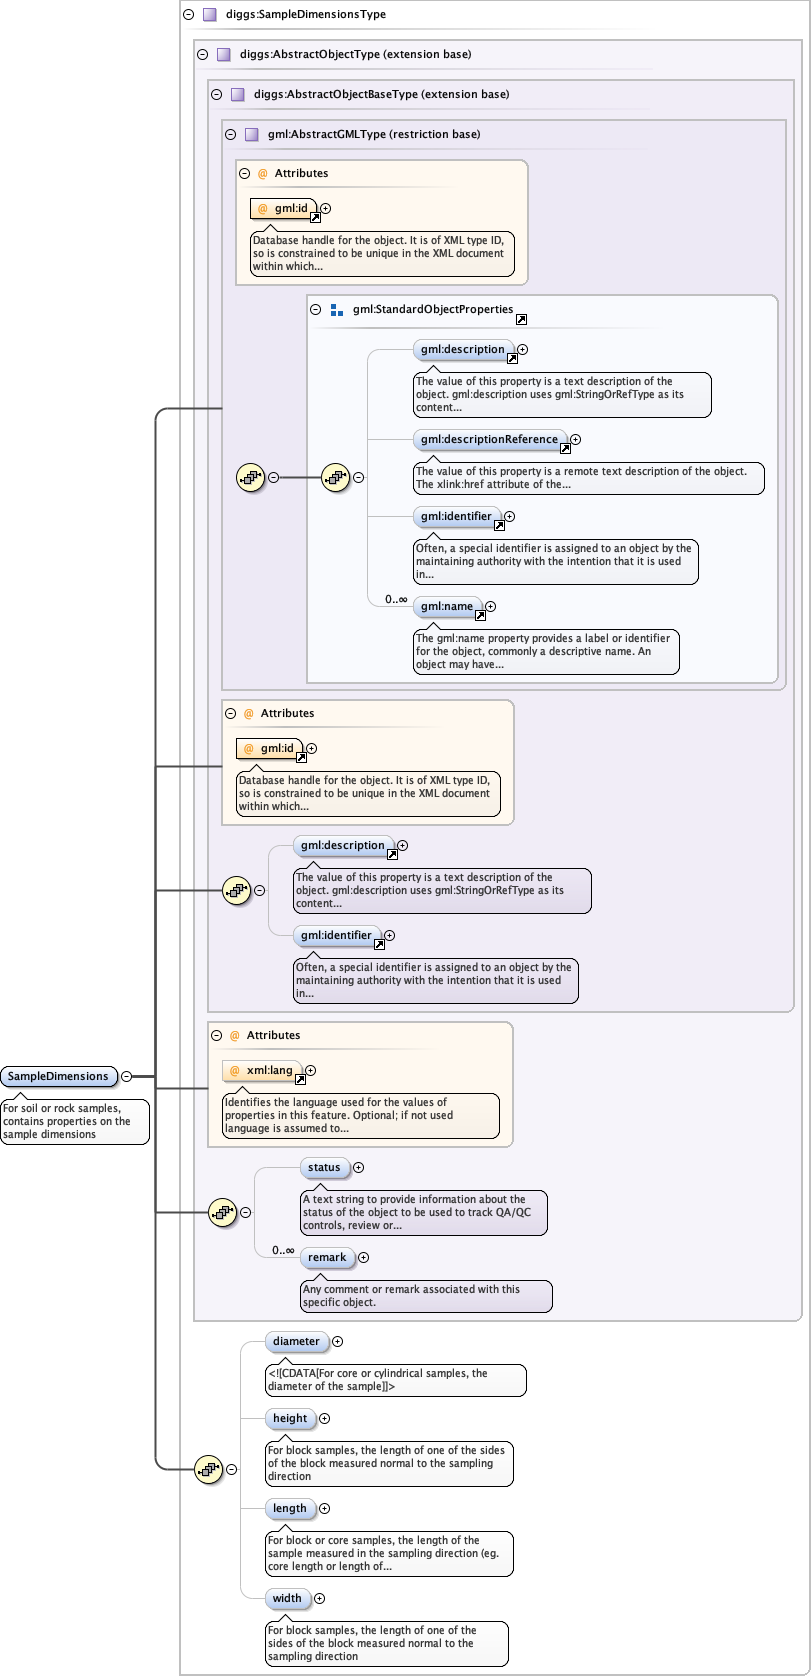 diggs:SampleDimensionsType
diggs:AbstractObjectType (extension base)
diggs:AbstractObjectBaseType (extension base)
gml:AbstractGMLType (restriction base)
@ Attributes
@ gml:id
Database handle for the object. It is of XML type ID,
so is constrained to be unique in the XML document
within which...
gml:StandardObjectProperties
gml:description
The value of this property is a text description of the
object. gml:description uses gml:StringOrRefType as its
content...
gml:descriptionReference
The value of this property is a remote text description of the object.
The xlink:href attribute of the...
gml:identifier
Often, a special identifier is assigned to an object by the
maintaining authority with the intention that it is used
in...
0..∞
gml:name
The gml:name property provides a label or identifier
for the object, commonly a descriptive name. An
object may have...
@ Attributes
@ gml:id
Database handle for the object. It is of XML type ID,
so is constrained to be unique in the XML document
within which...
gml:description
The value of this property is a text description of the
object. gml:description uses gml:StringOrRefType as its
content...
gml:identifier
Often, a special identifier is assigned to an object by the
maintaining authority with the intention that it is used
in...
SampleDimensions
For soil or rock samples,
contains properties on the
sample dimensions
@ Attributes
@ xml:lang
Identifies the language used for the values of
properties in this feature. Optional; if not used
language is assumed to...
status
A text string to provide information about the
status of the object to be used to track QA/QC
controls, review or...
0..∞
remark
Any comment or remark associated with this
specific object.
diameter
<![CDATA[For core or cylindrical samples, the
diameter of the sample]]>
height
For block samples, the length of one of the sides
of the block measured normal to the sampling
direction
length
For block or core samples, the length of the
sample measured in the sampling direction (eg.
core length or length of...
width
For block samples, the length of one of the
sides of the block measured normal to the
sampling direction